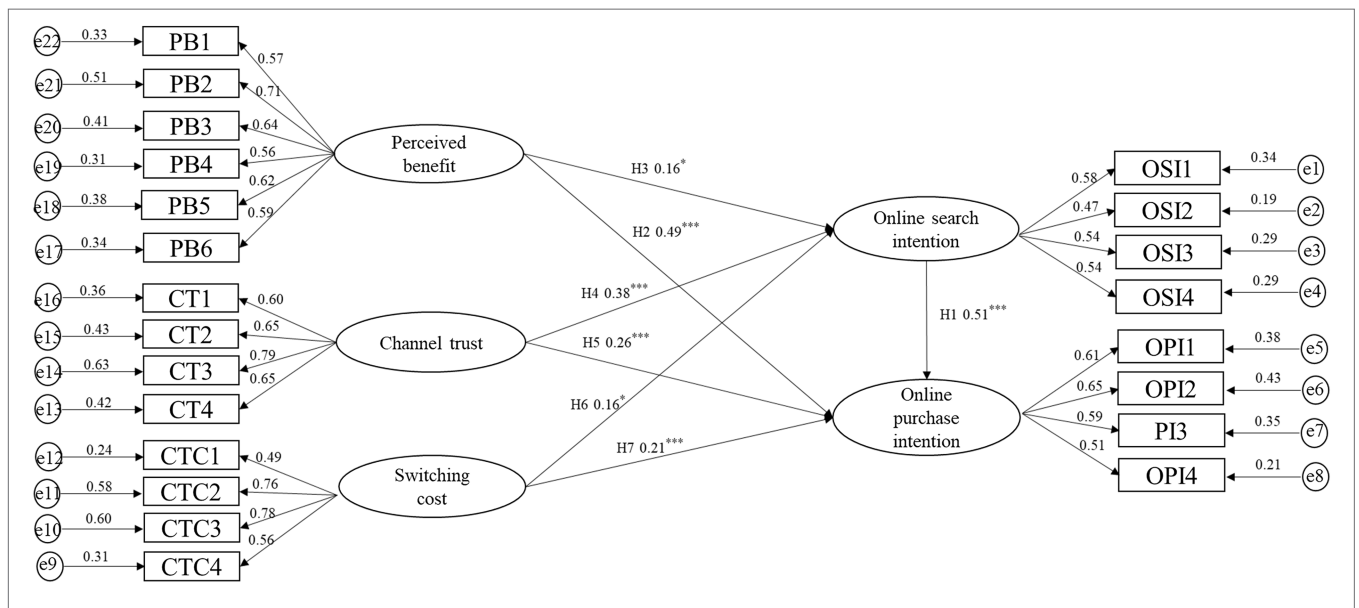 e22 0.33 PB1 0.57
e21 0.51 PB2 0.71
e20 0.41 PB3 0.64
e19 0.31 PB4 0.56
e18 0.38 PB5 0.62
e17 0.34 PB6 0.59
e16 0.36 CT1 0.60
e15 0.43 CT2 0.65
e14 0.63 CT3 0.79
e13 0.42 CT4 0.65
e12 0.24 CTC1 0.49
e11 0.58 CTC2 0.76
e10 0.60 CTC3 0.78
e9 0.31 CTC4 0.56
Perceived
benefit
Channel trust
Switching
cost
H3 0.16*
H2 0.49***
H4 0.38***
H5 0.26***
H6 0.16*
H7 0.21***
Online search
intention
H1 0.51***
Online
purchase
intention
0.58 OSI1 0.34 e1
0.47 OSI2 0.19 e2
0.54 OSI3 0.29 e3
0.54 OSI4 0.29 e4
0.61 OPI1 0.38 e5
0.65 OPI2 0.43 e6
0.59 PI3 0.35 e7
0.51 OPI4 0.21 e8